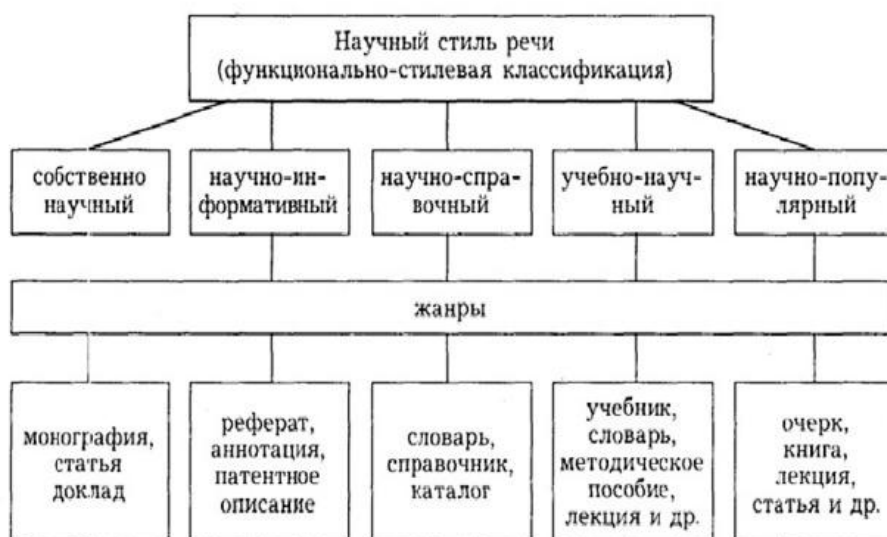 Научный стиль речи
(функционально-стилевая классификация)
собственно
научный
научно-ин-
формативный
научно-спра-
вочный
учебно-науч-
ный
научно-попу-
лярный
жанры
монография,
статья
доклад
реферат,
аннотация,
патентное
описание
словарь,
справочник,
каталог
учебник,
словарь,
методическое
пособие,
лекция и др.
очерк,
книга,
лекция,
статья и др.